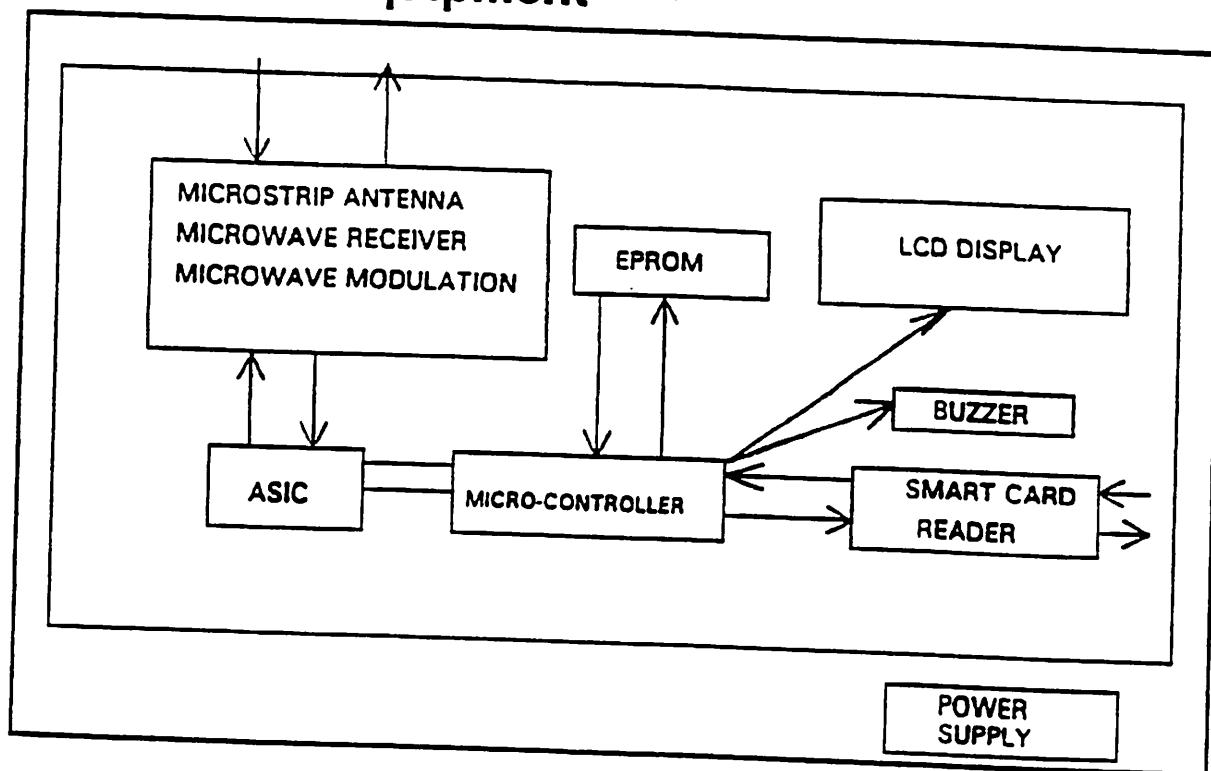 MICROSTRIP ANTENNA
MICROWAVE RECEIVER
MICROWAVE MODULATION
EPROM
LCD DISPLAY
BUZZER
ASIC
MICRO-CONTROLLER
SMART CARD
READER
POWER
SUPPLY